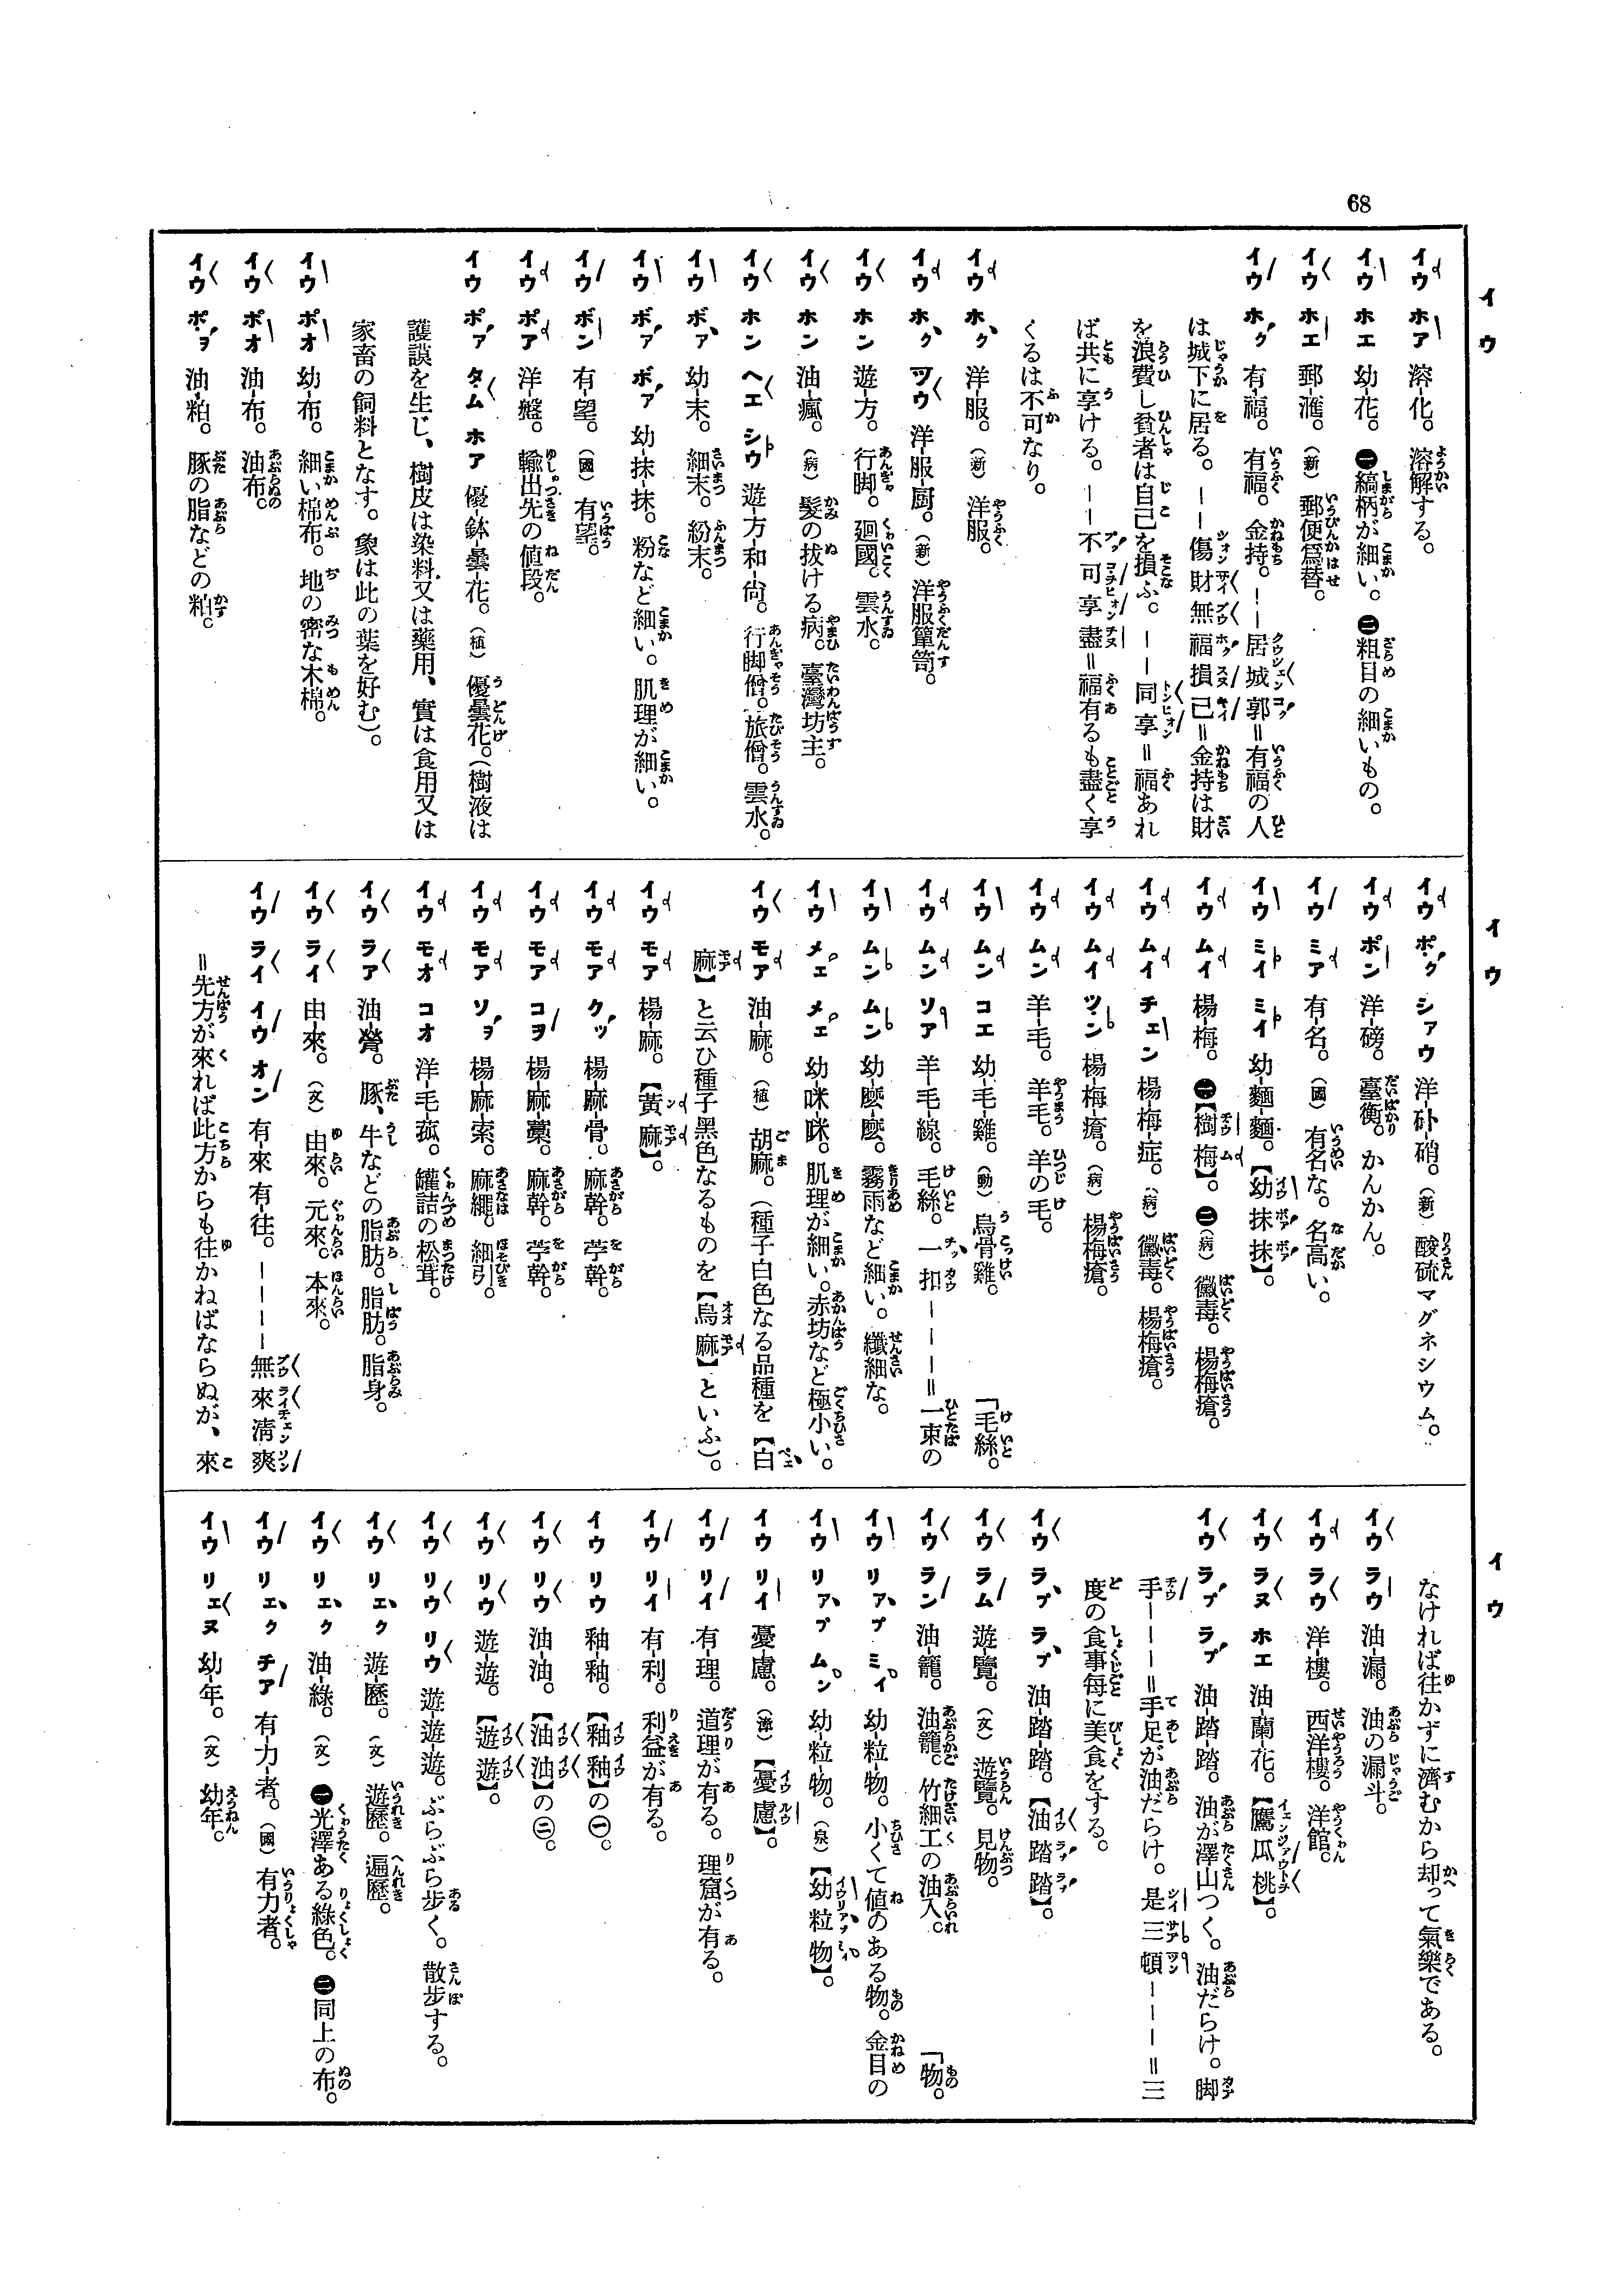 68
イウ
イウ ホア 溶-化。溶解する。
イウ ホエ 幼-花。㊀縞柄が細い。㊁粗目の細いもの。
イウ ホエ 郵-滙。(新)郵便爲替。
イウ ホク 有-福。有福。金持。――居城郭＝有福の人
は城下に居る。――傷財無福損己＝金持は財
を浪費し貧者は自己を損ふ。――同享＝福あれ
ば共に享ける。――不可享盡＝福有るも盡く享
くるは不可なり。
イウ ホク 洋-服。(新)洋服。
イウ ホク ツウ 洋-服-厨。(新)洋服簞笥。
イウ ホン 遊-方。行脚。廻國。雲水。
イウ ホン 油-瘋。(病)髮の拔ける病。臺灣坊主。
イウ ホン ヘエ シウ 遊-方-和-尙。行脚僧。旅僧。雲水。
イウ ボァ 幼-末。細末。粉末。
イウ ボァ ボァ 幼-抹-抹。粉など細い。肌理が細い。
イウ ボン 有-望。(國)有望。
イウ ポア 洋-盤。輸出先の値段。
イウ ポァ タム ホア 優-鉢-曇-花。(植)優曇花。(樹液は
護謨を生じ、樹皮は染料又は藥用、實は食用又は
家畜の飼料となす。象は此の葉を好む)。
イウ ポオ 幼-布。細い棉布。地の密な木棉。
イウ ポオ 油-布。油布。
イウ ポヲ 油-粕。豚の脂などの粕。
イウ
イウ ポク シァウ 洋-砕-硝。(新)酸硫マグネシウム。
イウ ポン 洋-磅。臺衡。かんかん。
イウ ミア 有-名。(國)有名な。名高い。
イウ ミイ ミイ 幼-麵-麵。【幼抹抹】。
イウ ムイ 楊-梅。㊀【樹梅】。㊁(病)黴毒。楊梅瘡。
イウ ムイ チェン 楊-梅-症。(病)黴毒。楊梅瘡。
イウ ムイ ツン 楊-梅-瘡。(病)楊梅瘡。
イウ ムン 羊-毛。羊毛。羊の毛。
イウ ムン コエ 幼-毛-雞。(動)烏骨雞。
「毛絲。
イウ ムン ソア 羊-毛-線。毛絲。一扣――――＝一束の
イウ ムン ムン 幼-麼-麼。霧雨など細い。纖細な。
イウ メェ メェ 幼-咪-咪。肌理が細い。赤坊など極小い。
イウ モア 油-麻。(植)胡麻。(種子白色なる品種を【白
麻】と云ひ種子黑色なるものを【烏麻】といふ)。
イウ モア 楊-麻。【黃麻】。
イウ モア クッ 楊-麻-骨。麻幹。苧幹。
イウ モア コヲ 楊-麻-藁。麻幹。苧幹。
イウ モア ソヲ 楊-麻-索。麻繩。細引。
イウ モオ コオ 洋-毛-菰。罐詰の松茸。
イウ ラア 油-膋。豚、牛などの脂肪。脂肪。脂身。
イウ ライ 由-來。(文)由來。元來。本來。
イウ ライ イウ オン 有-來有-往。――――無來淸爽
＝先方が來れば此方からも往かねばならぬが、來
イウ
なければ往かずに濟むから却って氣樂である。
イウ ラウ 油-漏。油の漏斗。
イウ ラウ 洋-樓。西洋樓。洋館。
イウ ラヌ ホエ 油-蘭-花。【鷹瓜桃】。
イウ ラプ ラプ 油-踏-踏。油が澤山つく。油だらけ。脚
手―――＝手足が油だらけ。是三頓―――＝三
度の食事每に美食をする。
イウ ラプ ラプ 油-踏-踏。【油踏踏】。
イウ ラム 遊-覽。(文)遊覽。見物。
イウ ラン 油-籠。油籠。竹細工の油入。
「物。
イウ リアプ ミィ 幼-粒-物。小くて値のある物。金目の
イウ リアプ ムン 幼-粒-物。(泉)【幼粒物】。
イウ リイ 憂-慮。(漳)【憂慮】。
イウ リイ 有-理。道理が有る。理窟が有る。
イウ リイ 有-利。利益が有る。
イウ リウ 釉-釉。【釉釉】の㊀。
イウ リウ 油-油。【油油】の㊁。
イウ リウ 遊-遊。【遊遊】。
イウ リウ リウ 遊-遊-遊。ぶらぶら步く。散步する。
イウ リェク 遊-歷。(文)遊歷。遍歷。
イウ リェク 油-綠。(文)㊀光澤ある綠色。㊁同上の布。
イウ リェク チア 有-力-者。(國)有力者。
イウ リェヌ 幼-年。(文)幼年。